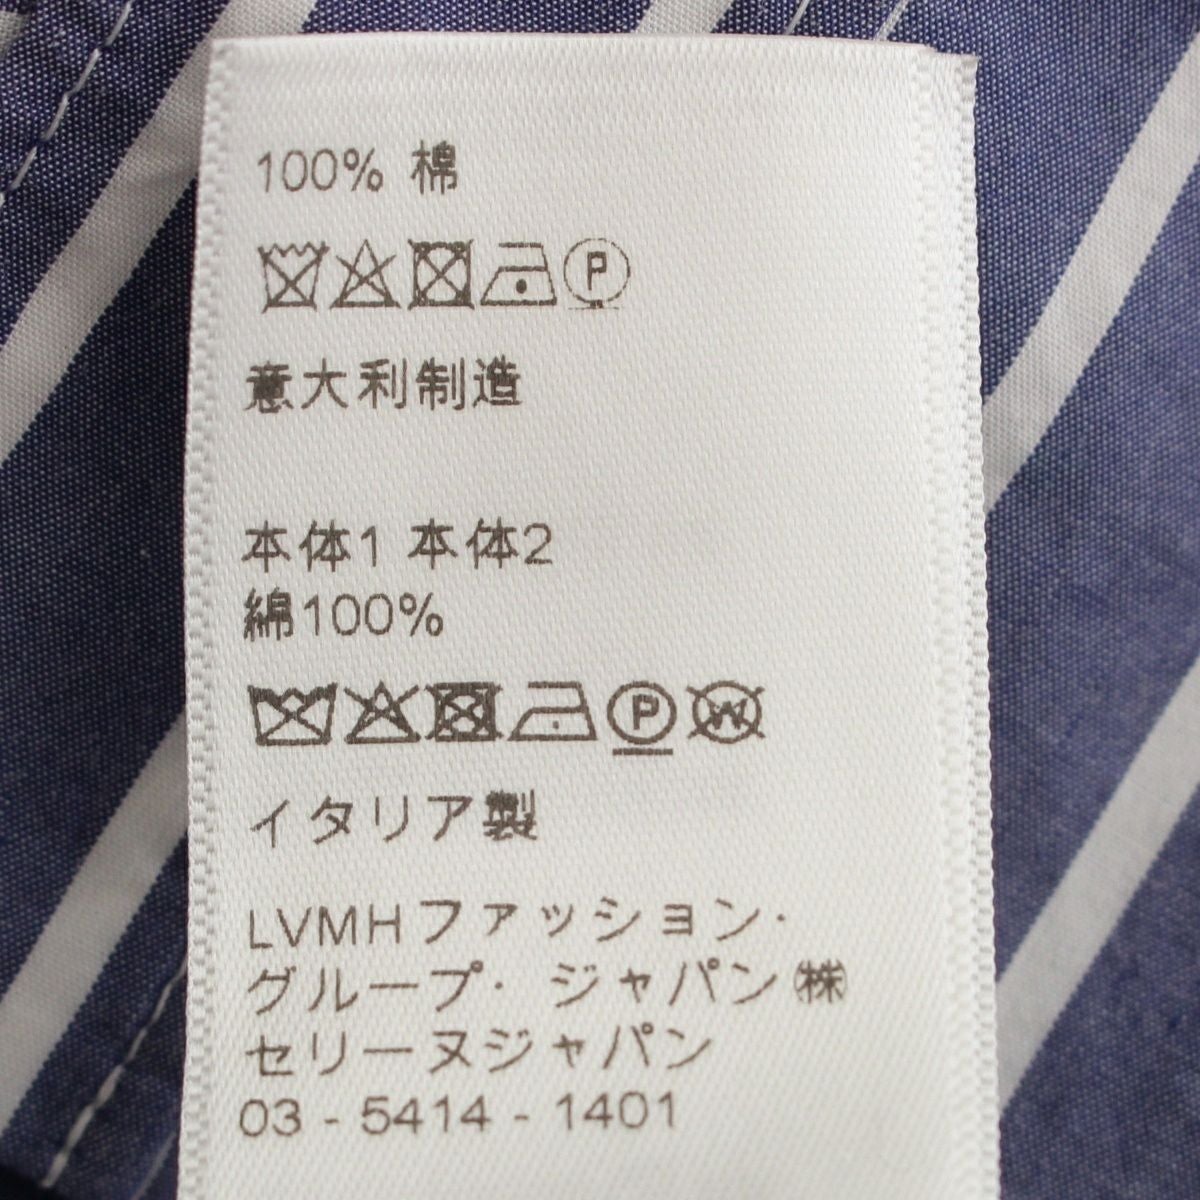 100% 棉
P
意大利制造
本体1 本体2
綿100%
P W
イタリア製
LVMHファッション・
グループ・ジャパン㈱
セリーヌジャパン
03 - 5414 - 1401